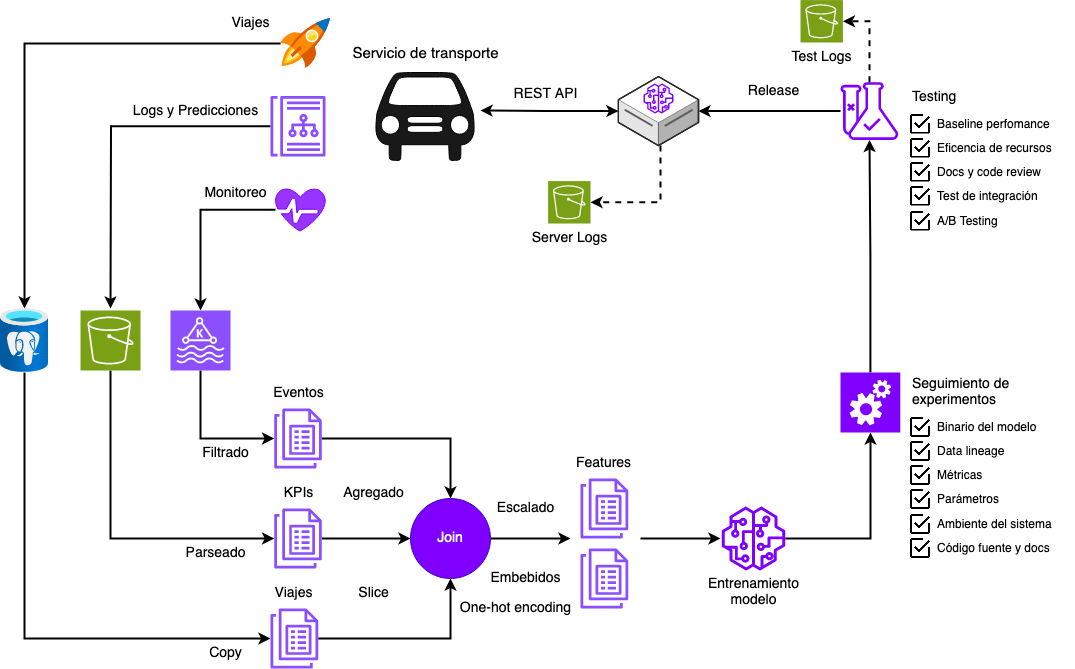 Viajes
Servicio de transporte
Logs y Predicciones
Monitoreo
REST API
Release
Test Logs
Server Logs
Testing
Baseline perfomance
Eficencia de recursos
Docs y code review
Test de integración
A/B Testing
K
Eventos
Filtrado
KPIs
Agregado
Parseado
Viajes
Slice
Copy
Join
Escalado
Embebidos
One-hot encoding
Features
Entrenamiento
modelo
Seguimiento de
experimentos
Binario del modelo
Data lineage
Métricas
Parámetros
Ambiente del sistema
Código fuente y docs